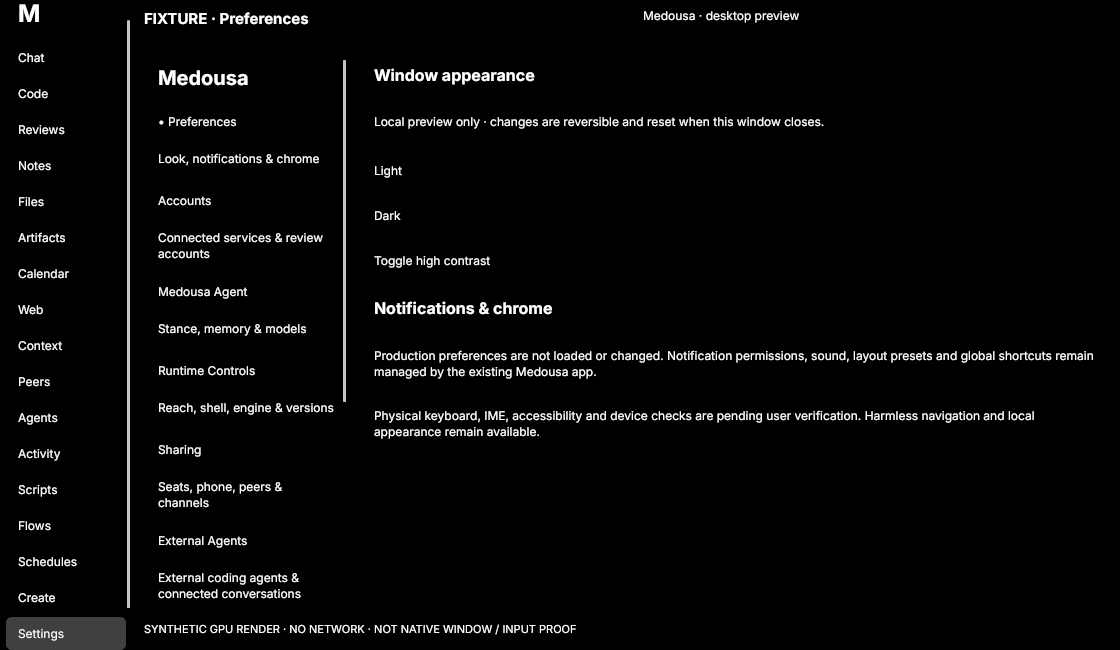 M
Chat
Code
Reviews
Notes
Files
Artifacts
Calendar
Web
Context
Peers
Agents
Activity
Scripts
Flows
Schedules
Create
Settings
FIXTURE · Preferences
Medousa · desktop preview
Medousa
• Preferences
Look, notifications & chrome
Accounts
Connected services & review
accounts
Medousa Agent
Stance, memory & models
Runtime Controls
Reach, shell, engine & versions
Sharing
Seats, phone, peers &
channels
External Agents
External coding agents &
connected conversations
Window appearance
Local preview only · changes are reversible and reset when this window closes.
Light
Dark
Toggle high contrast
Notifications & chrome
Production preferences are not loaded or changed. Notification permissions, sound, layout presets and global shortcuts remain
managed by the existing Medousa app.
Physical keyboard, IME, accessibility and device checks are pending user verification. Harmless navigation and local
appearance remain available.
SYNTHETIC GPU RENDER · NO NETWORK · NOT NATIVE WINDOW / INPUT PROOF